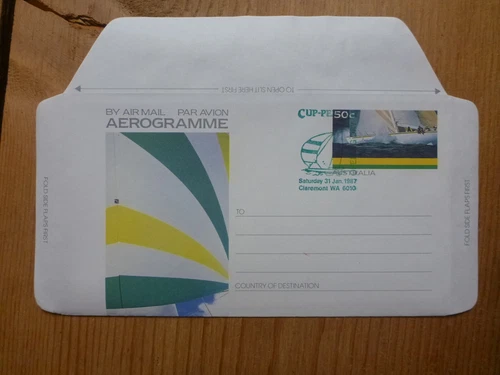 TO OPEN SLIT HERE FIRST
BY AIR MAIL PAR AVION
AEROGRAMME
CUP-PE
50c
AUSTRALIA
Saturday 31 Jan. 1987
Claremont WA 6010
TO
COUNTRY OF DESTINATION
FOLD SIDE FLAPS FIRST
FOLD SIDE FLAPS FIRST